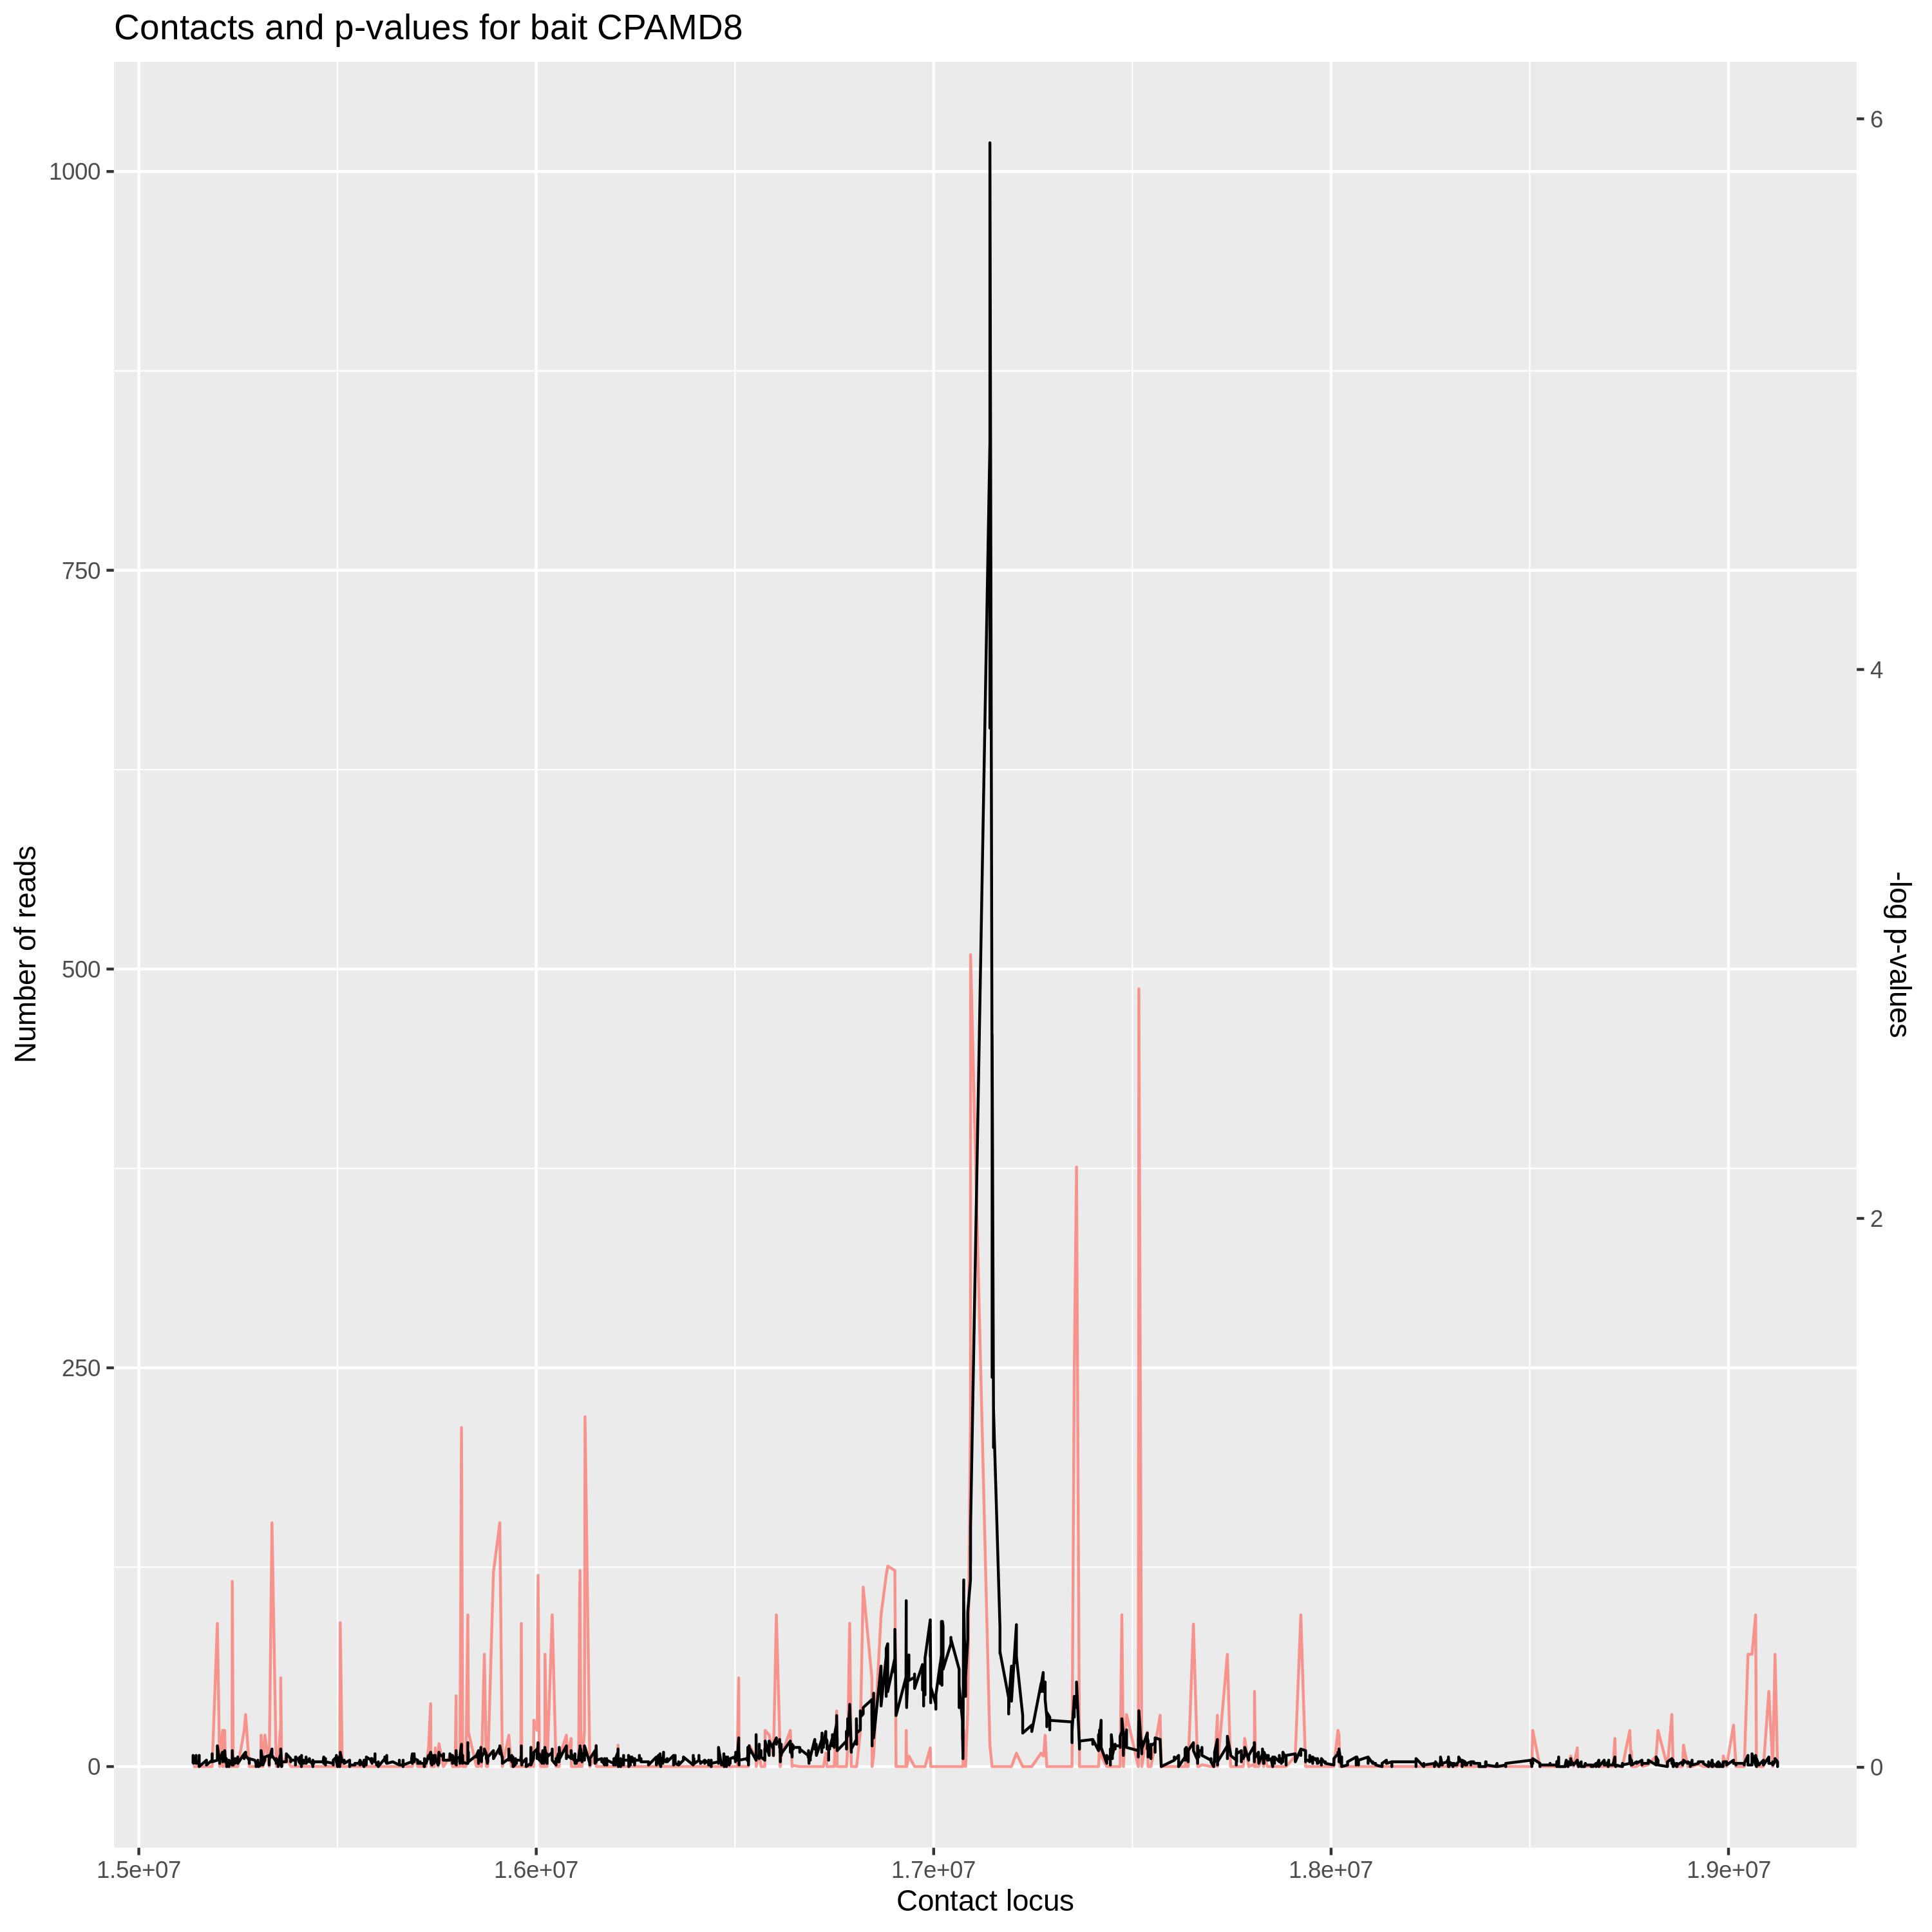 Contacts and p-values for bait CPAMD8
1000
750
500
250
0
Number of reads
6
4
2
0
-log p-values
1.5e+07
1.6e+07
1.7e+07
1.8e+07
1.9e+07
Contact locus